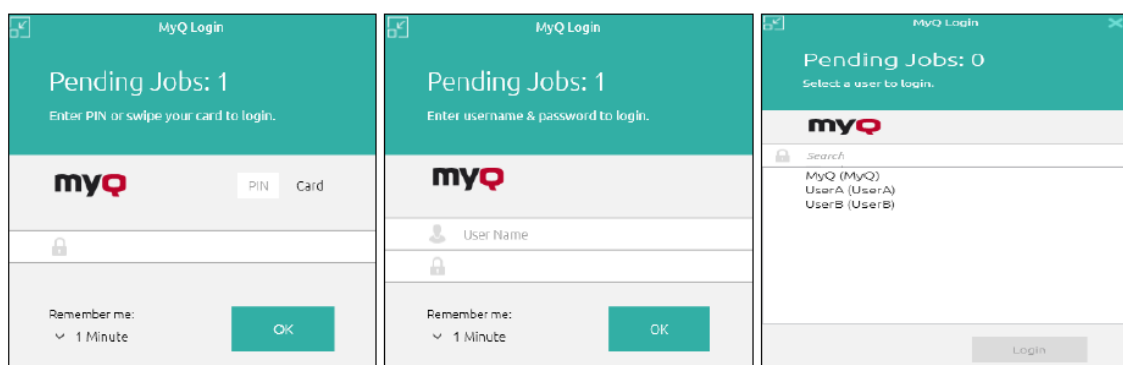 MyQ Login
Pending Jobs: 1
Enter PIN or swipe your card to login.
myQ
PIN Card
Remember me:
1 Minute
OK
MyQ Login
Pending Jobs: 1
Enter username & password to login.
myQ
User Name
Remember me:
1 Minute
OK
MyQ Login
Pending Jobs: 0
Select a user to login.
myQ
Search
MyQ (MyQ)
UserA (UserA)
UserB (UserB)
Login